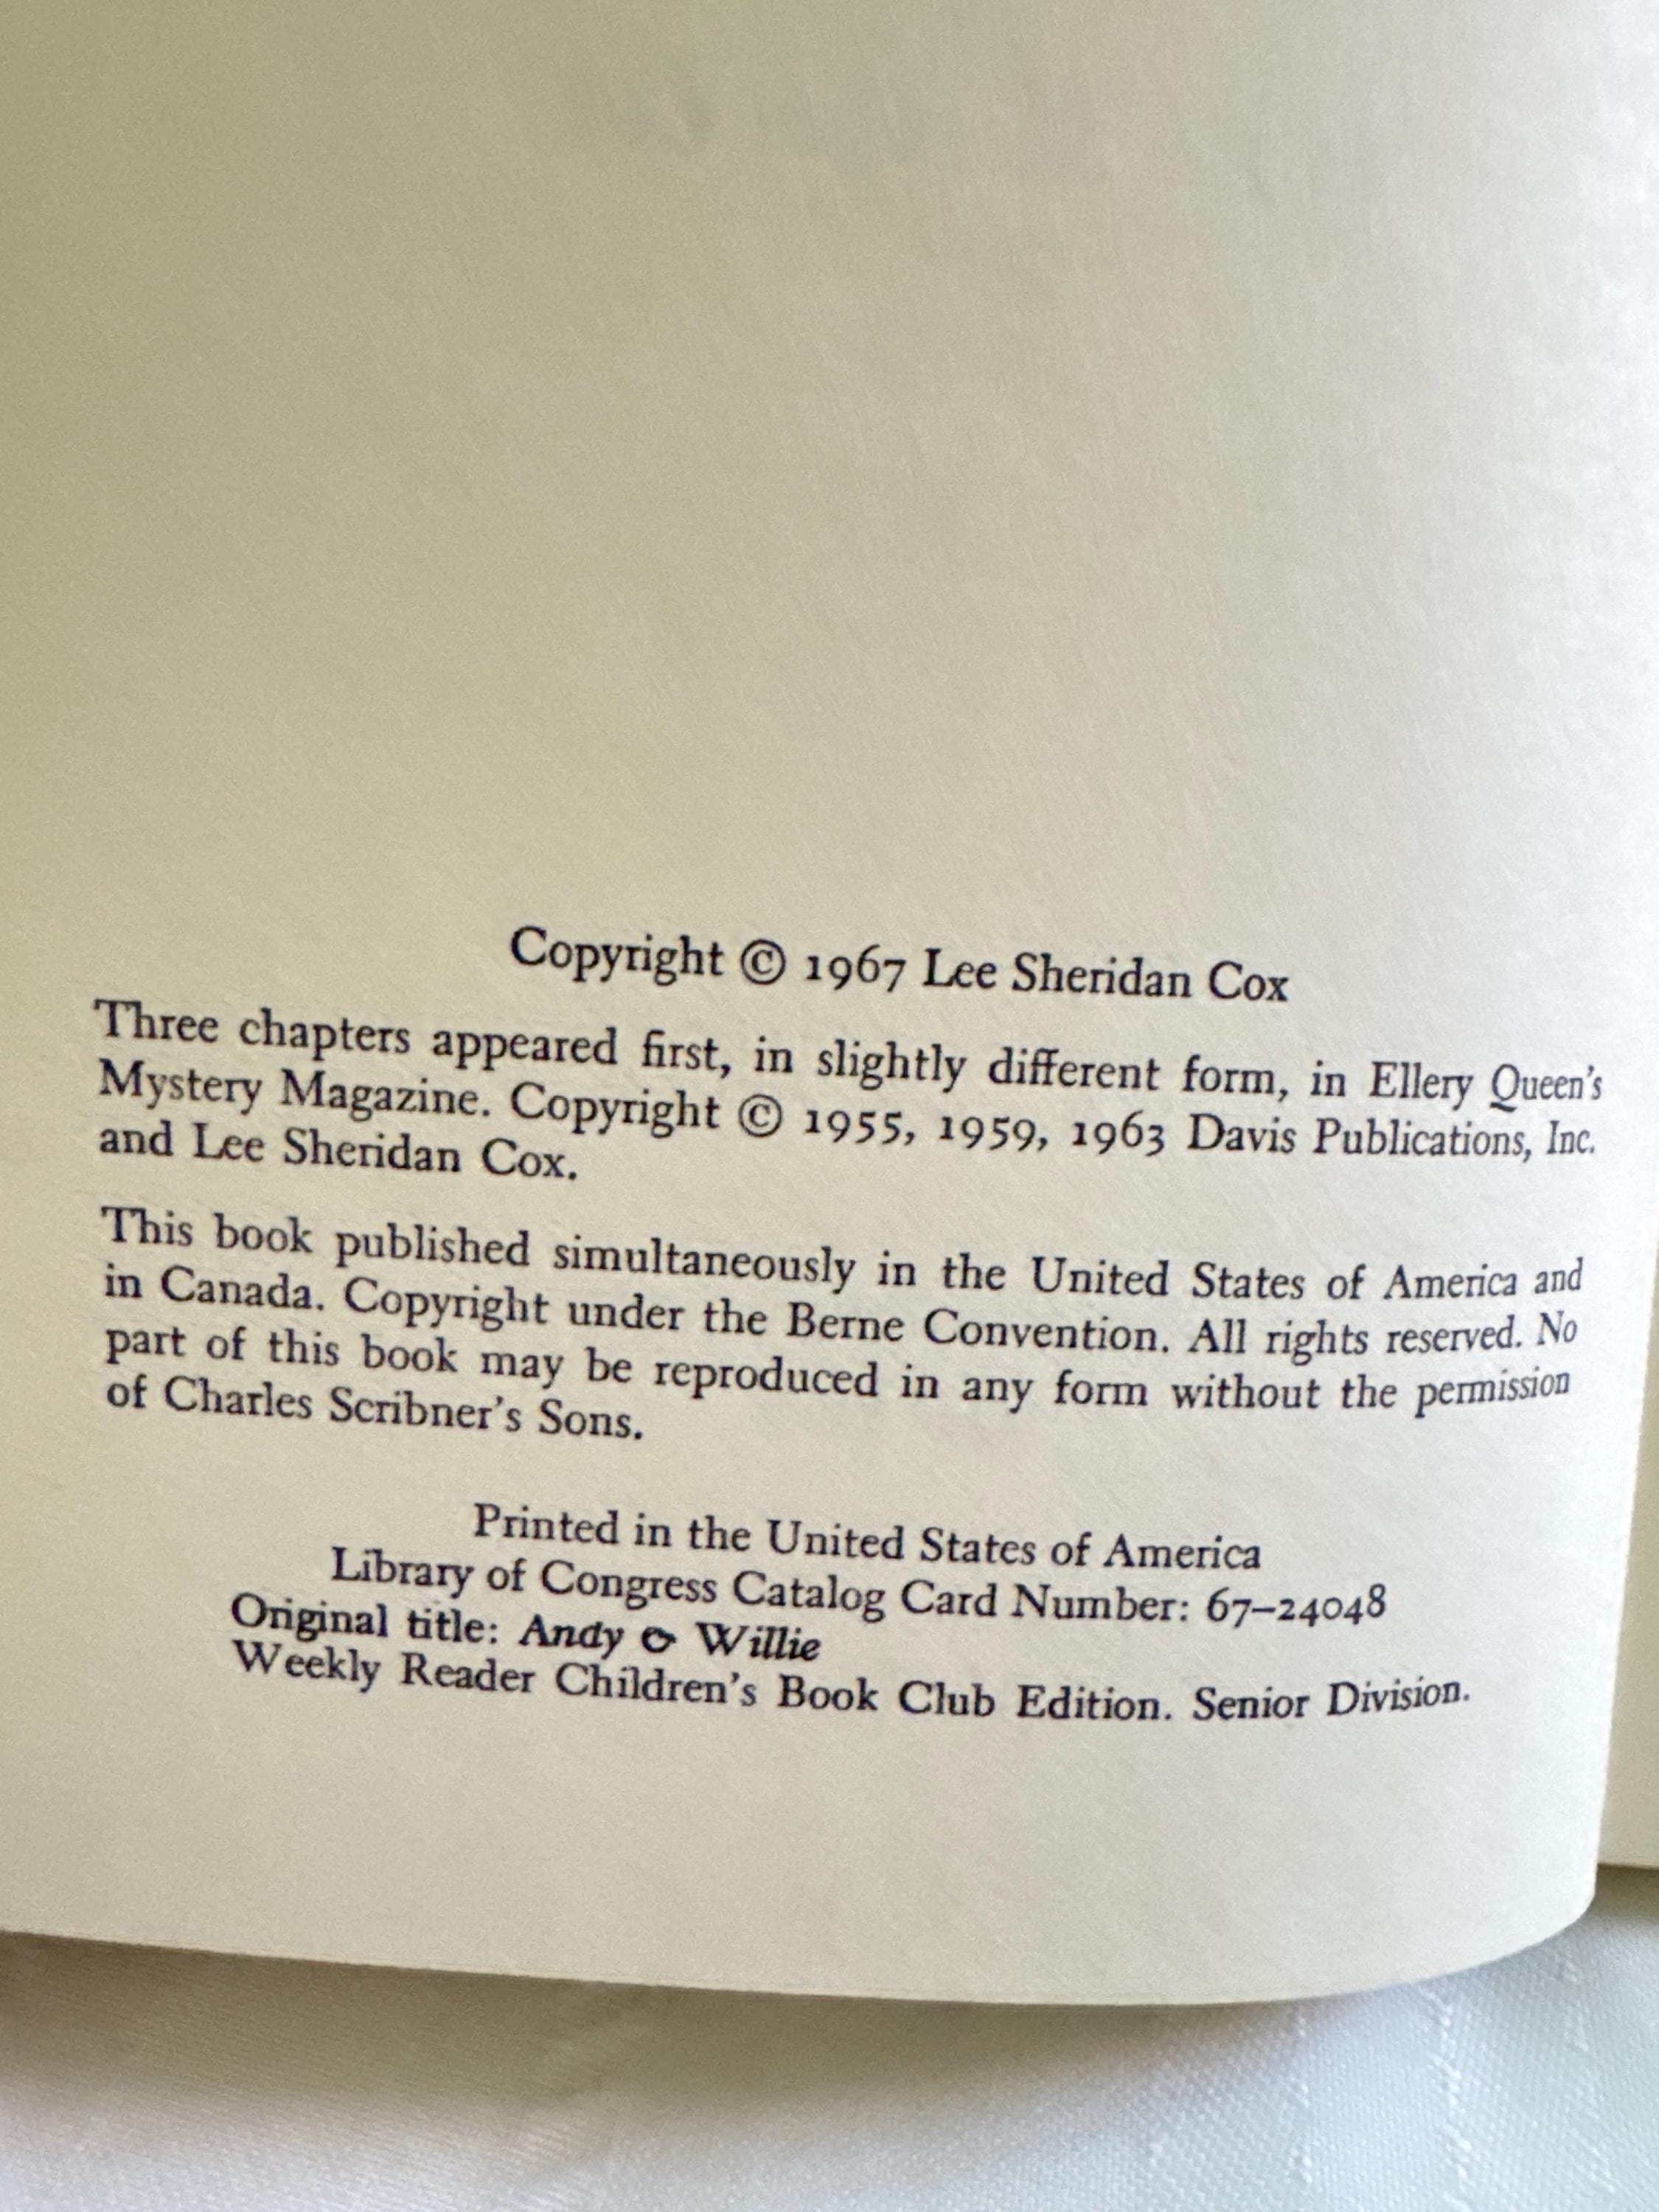 Copyright © 1967 Lee Sheridan Cox
Three chapters appeared first, in slightly different form, in Ellery Queen's
Mystery Magazine. Copyright © 1955, 1959, 1963 Davis Publications, Inc.
and Lee Sheridan Cox.
This book published simultaneously in the United States of America and
in Canada. Copyright under the Berne Convention. All rights reserved. No
part of this book may be reproduced in any form without the permission
of Charles Scribner's Sons.
Printed in the United States of America
Library of Congress Catalog Card Number: 67–24048
Original title: Andy & Willie
Weekly Reader Children's Book Club Edition. Senior Division.